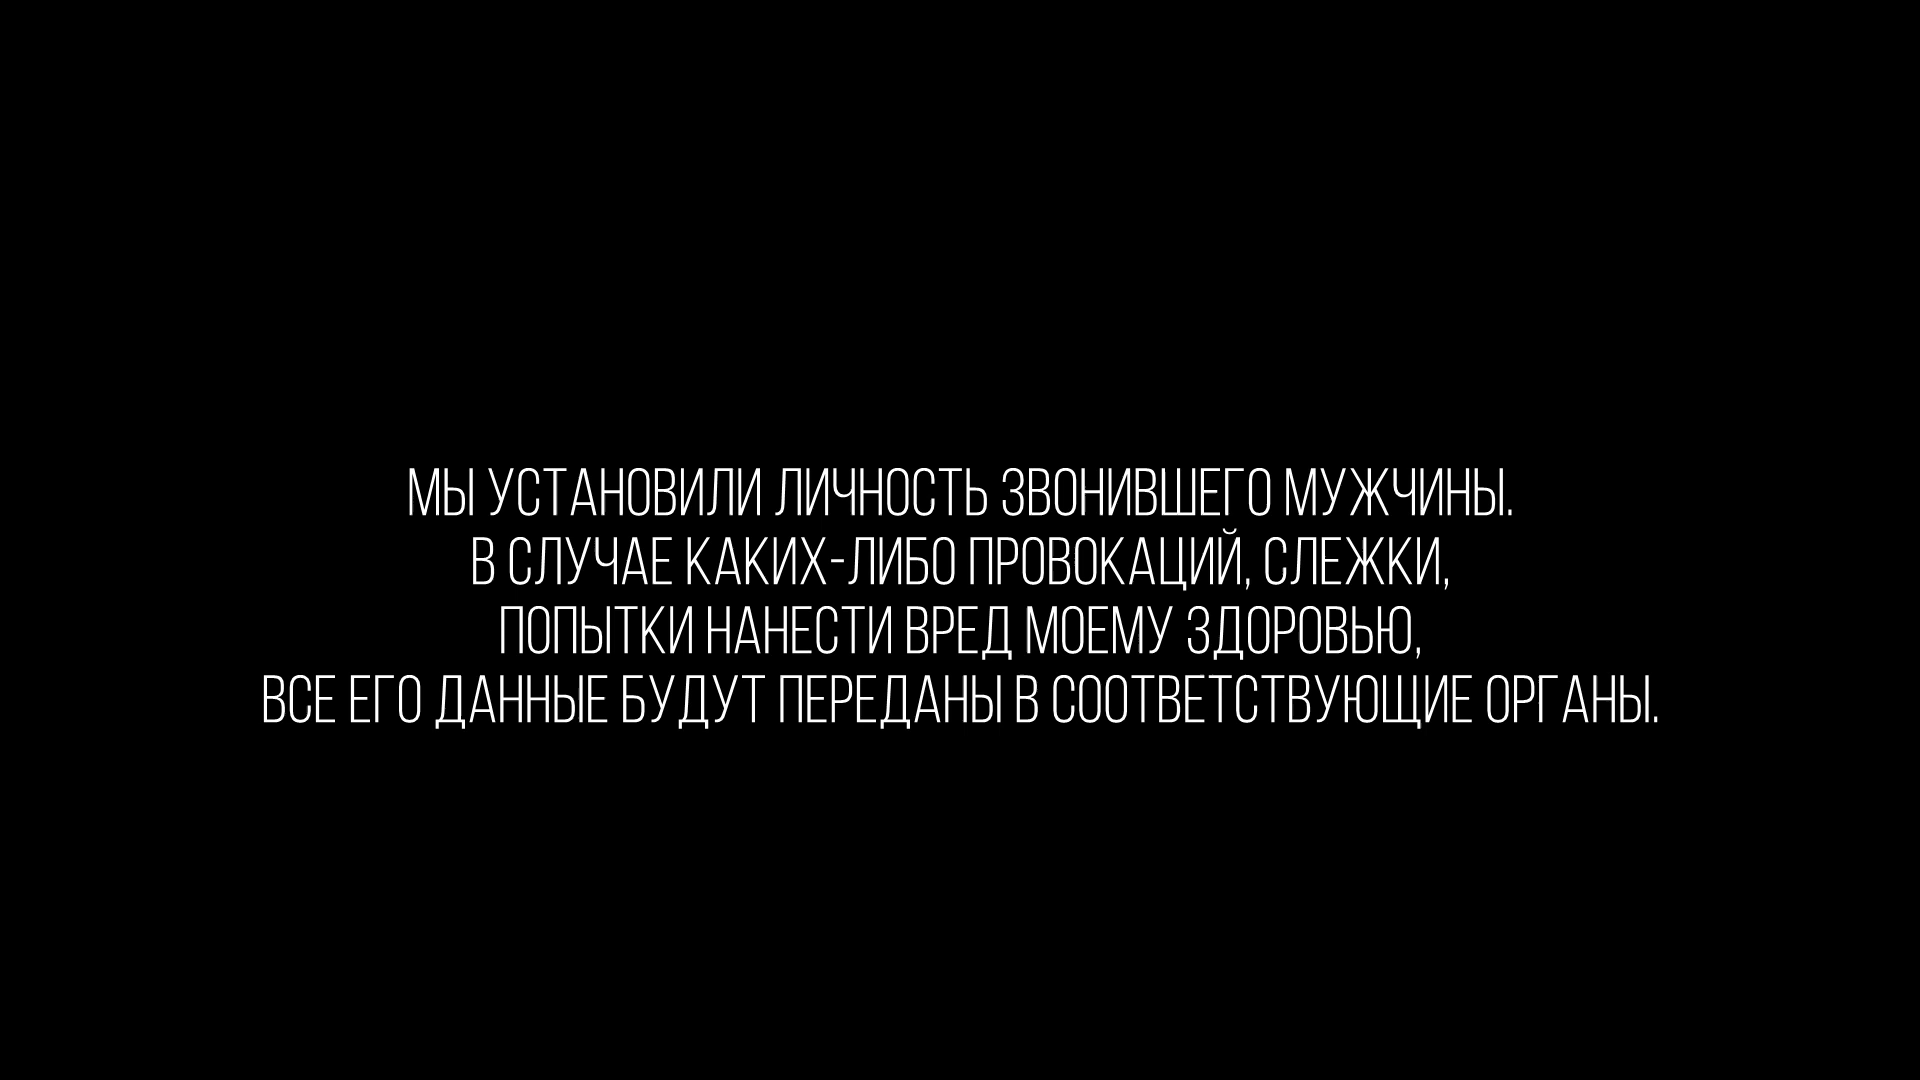 МЫ УСТАНОВИЛИ ЛИЧНОСТЬ ЗВОНИВШЕГО МУЖЧИНЫ.
В СЛУЧАЕ КАКИХ-ЛИБО ПРОВОКАЦИЙ, СЛЕЖКИ,
ПОПЫТКИ НАНЕСТИ ВРЕД МОЕМУ ЗДОРОВЬЮ,
ВСЕ ЕГО ДАННЫЕ БУДУТ ПЕРЕДАНЫ В СООТВЕТСТВУЮЩИЕ ОРГАНЫ.